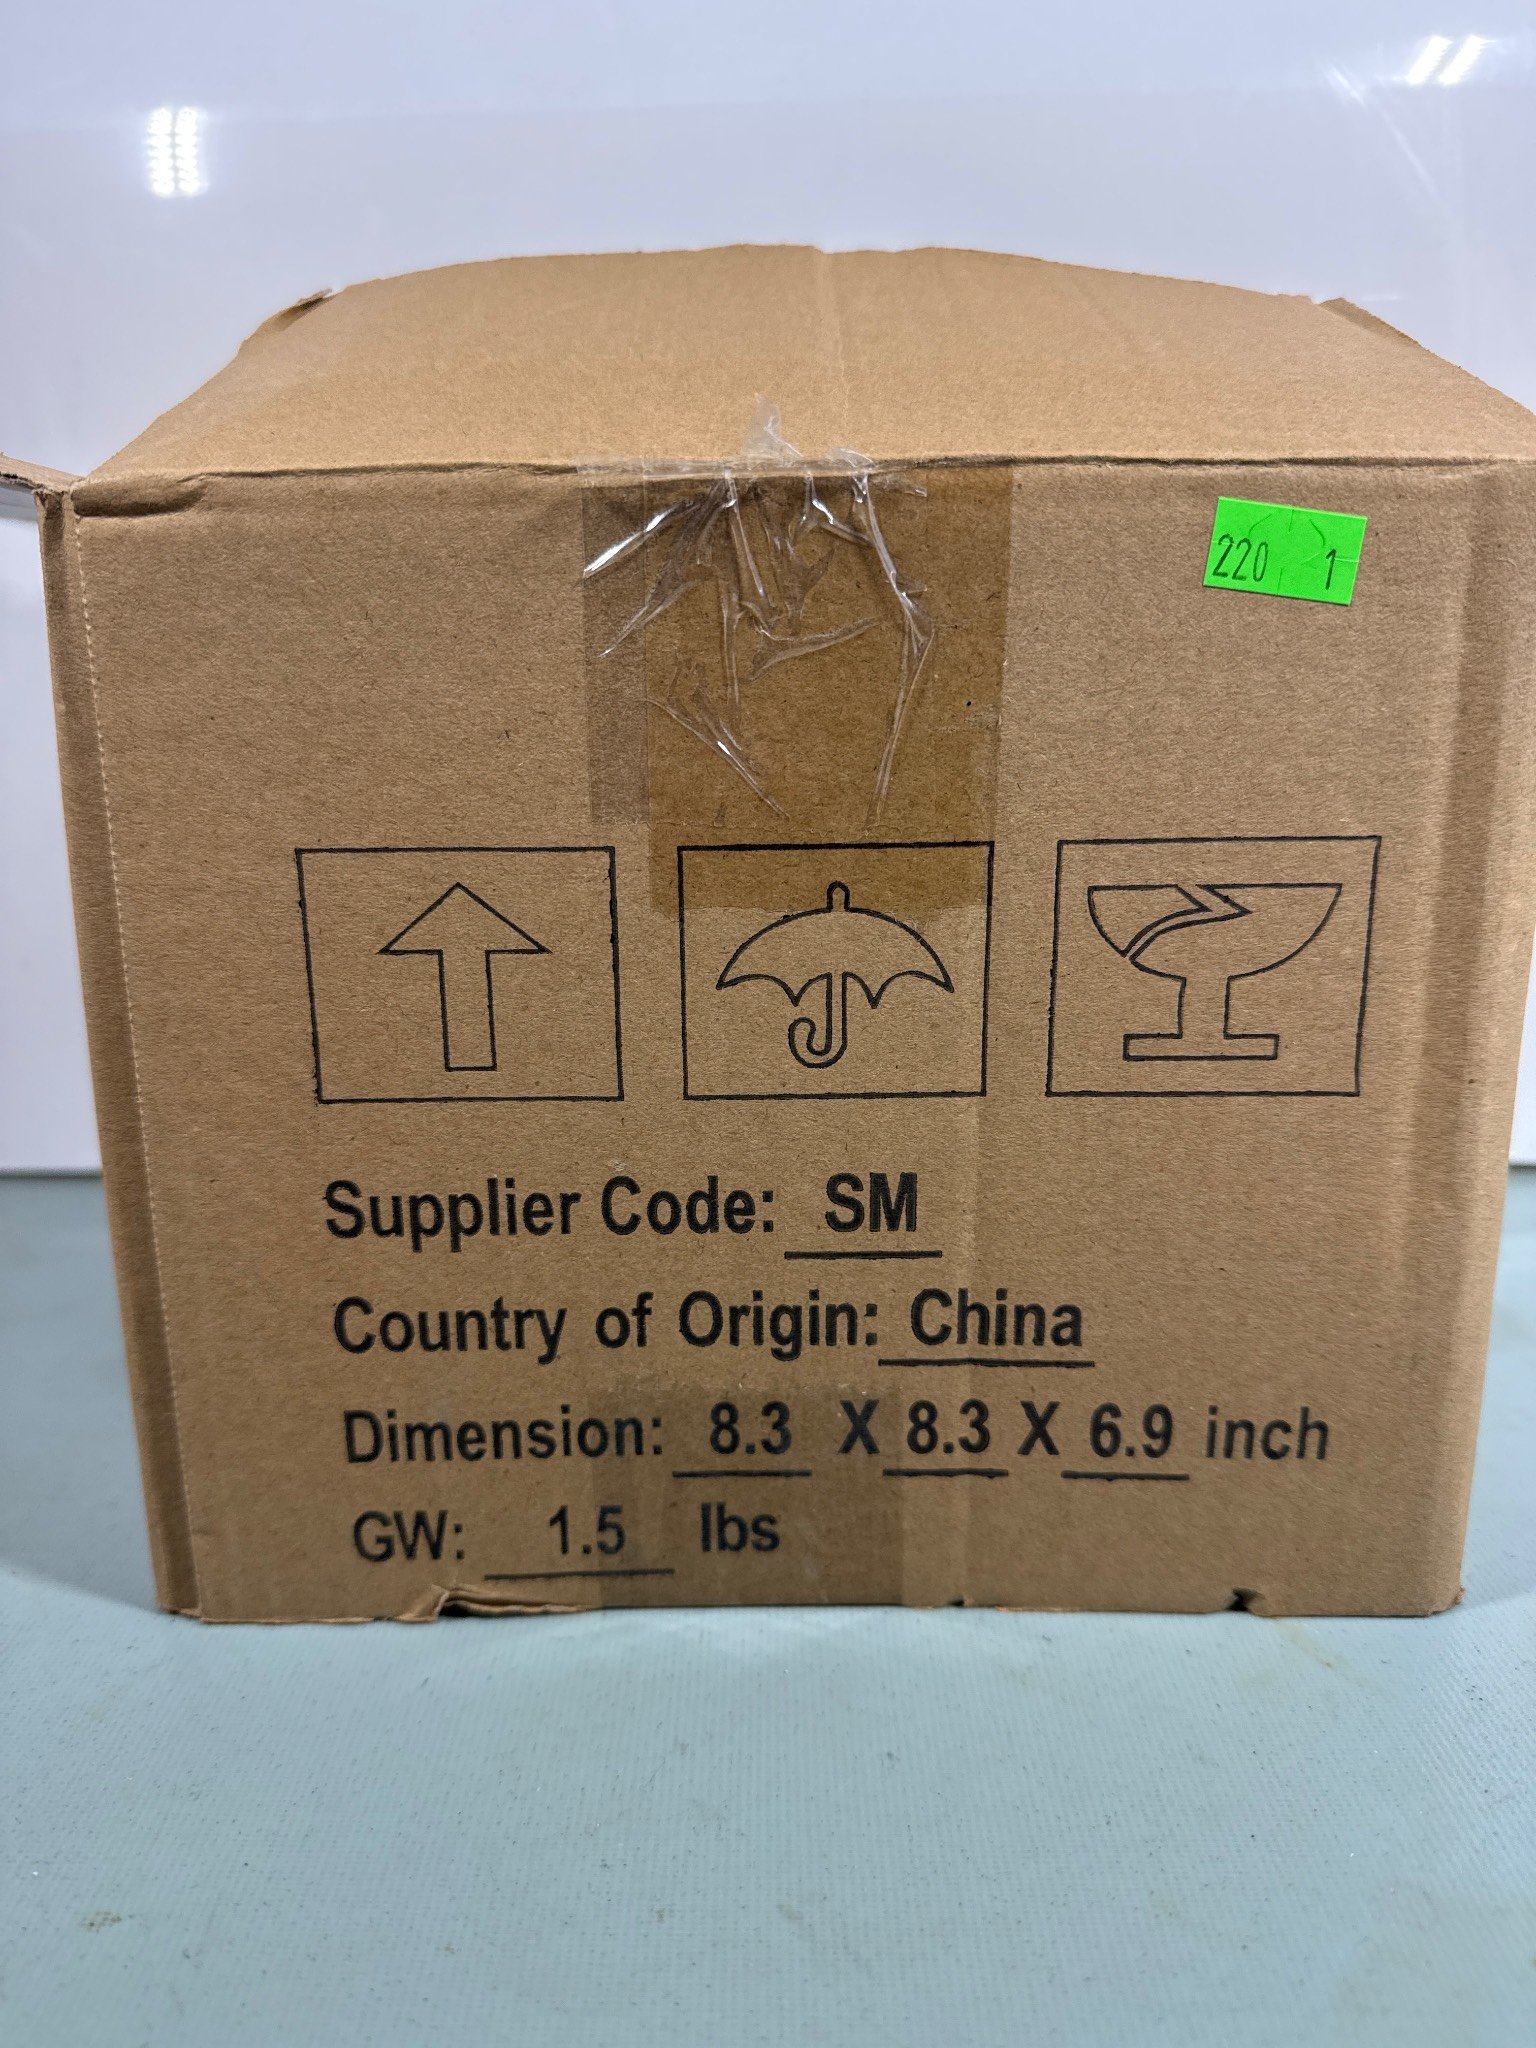 220 1
Supplier Code: SM
Country of Origin: China
Dimension: 8.3 X 8.3 X 6.9 inch
GW: 1.5 lbs